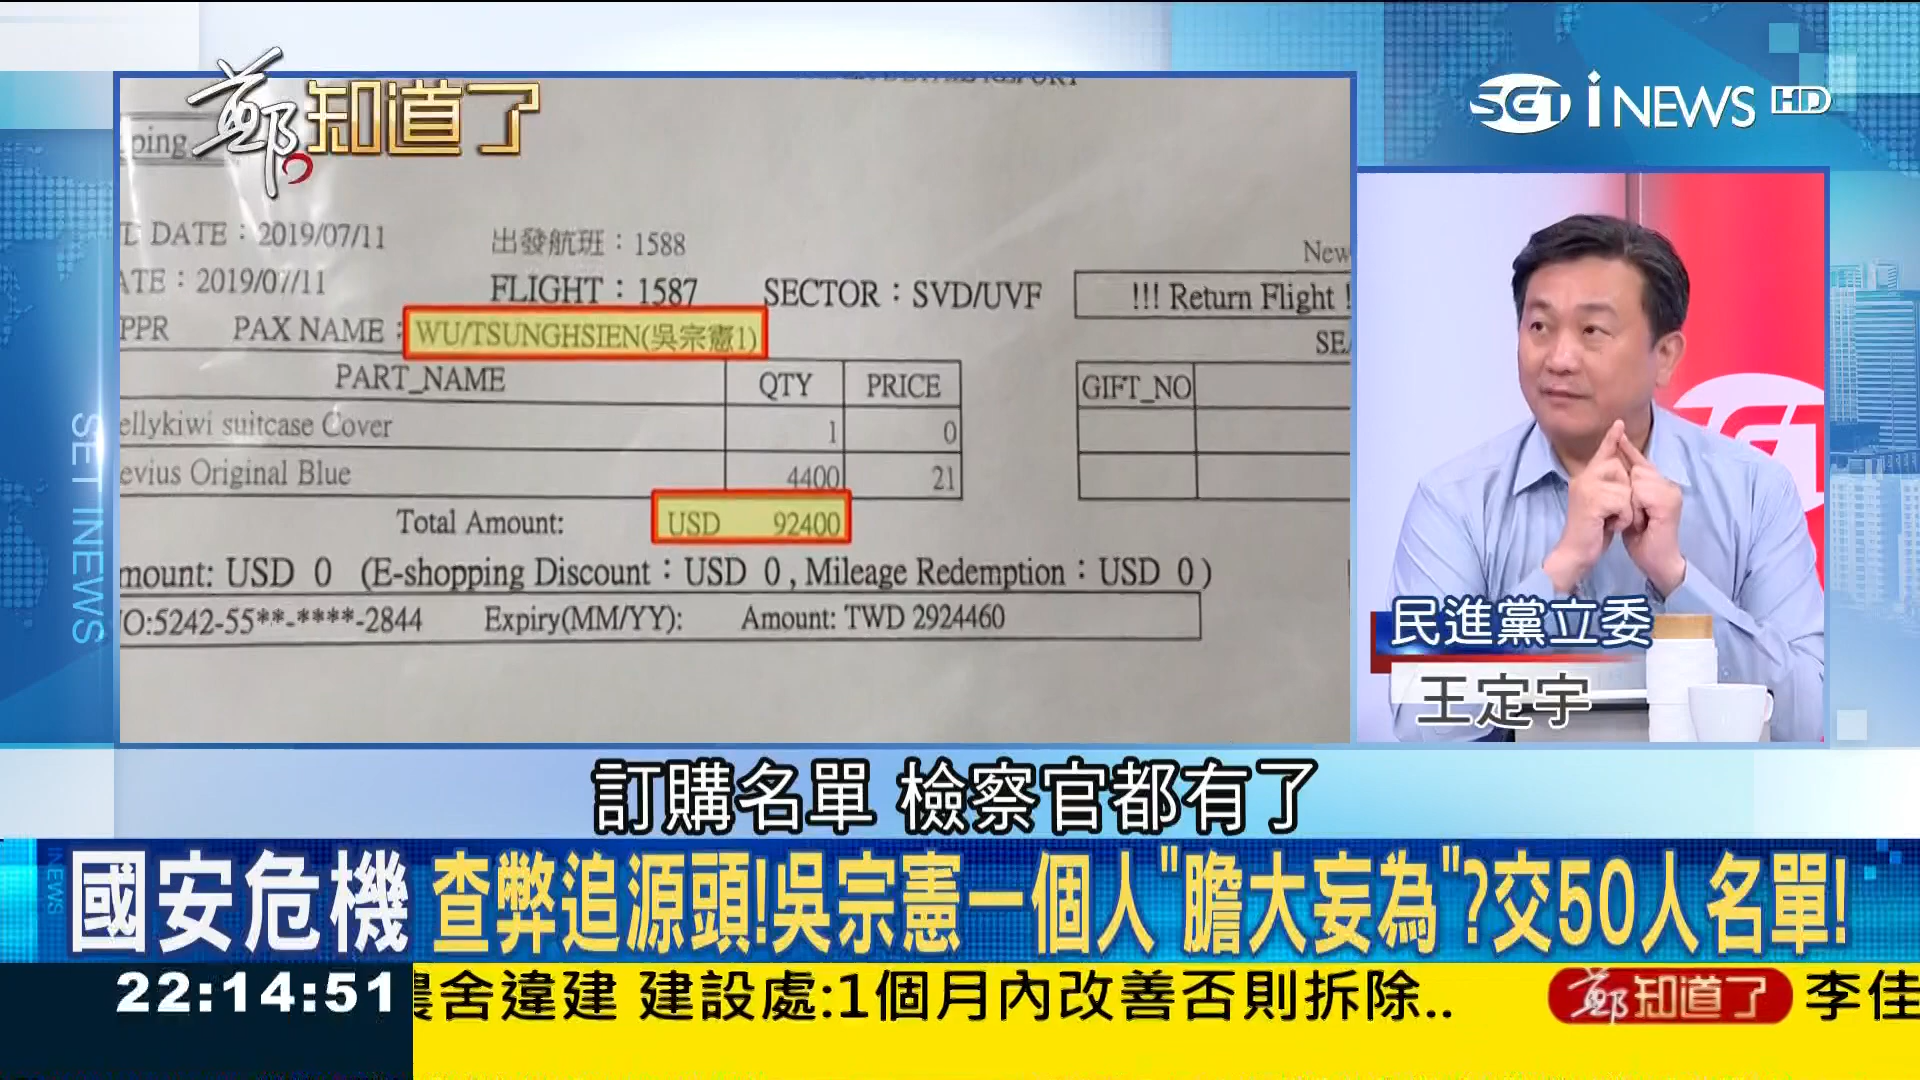 鄭知道了
SET iNEWS HD
pping
DATE：2019/07/11
出發航班：1588
New
ATE：2019/07/11
FLIGHT：1587
SECTOR：SVD/UVF
!!! Return Flight !
PPR
PAX NAME：WU/TSUNGHSIEN(吳宗憲1)
SEA
PART_NAME
QTY
PRICE
GIFT_NO
ellykiwi suitcase Cover
1
0
evius Original Blue
4400
21
Total Amount:
USD 92400
mount: USD 0 (E-shopping Discount：USD 0 , Mileage Redemption：USD 0 )
O:5242-55**-****-2844
Expiry(MM/YY):
Amount: TWD 2924460
SET INEWS
SET
民進黨立委
王定宇
訂購名單 檢察官都有了
INEWS
國安危機
查弊追源頭!吳宗憲一個人"膽大妄為"?交50人名單!
22:14:51
農舍違建 建設處:1個月內改善否則拆除..
鄭知道了
李佳